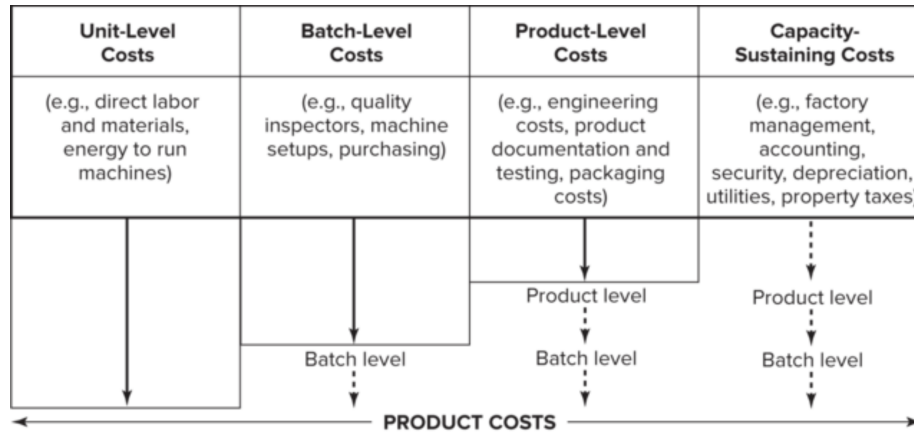 Unit-Level
Costs
Batch-Level
Costs
Product-Level
Costs
Capacity-
Sustaining Costs
(e.g., direct labor
and materials,
energy to run
machines)
(e.g., quality
inspectors, machine
setups, purchasing)
(e.g., engineering
costs, product
documentation and
testing, packaging
costs)
(e.g., factory
management,
accounting,
security, depreciation,
utilities, property taxes)
Product level
Product level
Batch level
Batch level
Batch level
PRODUCT COSTS